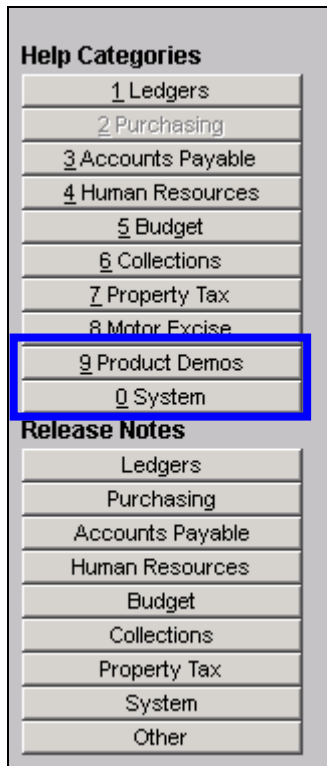 Help Categories
1 Ledgers
2 Purchasing
3 Accounts Payable
4 Human Resources
5 Budget
6 Collections
7 Property Tax
8 Motor Excise
9 Product Demos
0 System
Release Notes
Ledgers
Purchasing
Accounts Payable
Human Resources
Budget
Collections
Property Tax
System
Other